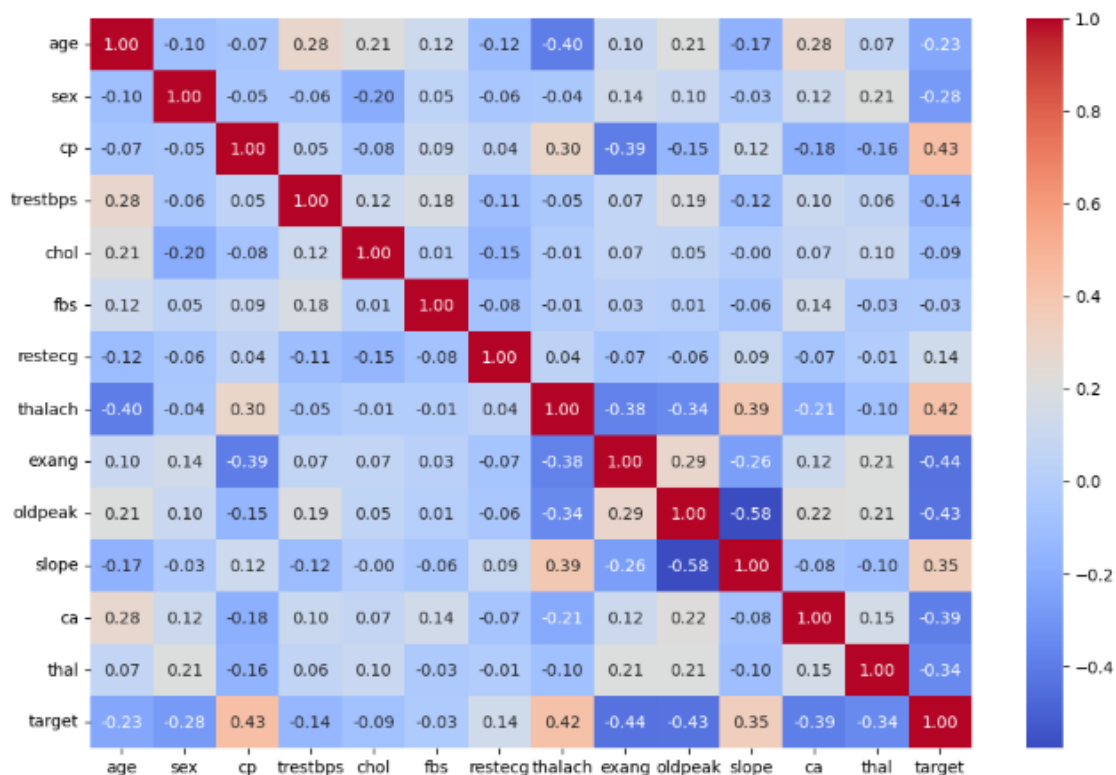 age 1.00 -0.10 -0.07 0.28 0.21 0.12 -0.12 -0.40 0.10 0.21 -0.17 0.28 0.07 -0.23
sex -0.10 1.00 -0.05 -0.06 -0.20 0.05 -0.06 -0.04 0.14 0.10 -0.03 0.12 0.21 -0.28
cp -0.07 -0.05 1.00 0.05 -0.08 0.09 0.04 0.30 -0.39 -0.15 0.12 -0.18 -0.16 0.43
trestbps 0.28 -0.06 0.05 1.00 0.12 0.18 -0.11 -0.05 0.07 0.19 -0.12 0.10 0.06 -0.14
chol 0.21 -0.20 -0.08 0.12 1.00 0.01 -0.15 -0.01 0.07 0.05 -0.00 0.07 0.10 -0.09
fbs 0.12 0.05 0.09 0.18 0.01 1.00 -0.08 -0.01 0.03 0.01 -0.06 0.14 -0.03 -0.03
restecg -0.12 -0.06 0.04 -0.11 -0.15 -0.08 1.00 0.04 -0.07 -0.06 0.09 -0.07 -0.01 0.14
thalach -0.40 -0.04 0.30 -0.05 -0.01 -0.01 0.04 1.00 -0.38 -0.34 0.39 -0.21 -0.10 0.42
exang 0.10 0.14 -0.39 0.07 0.07 0.03 -0.07 -0.38 1.00 0.29 -0.26 0.12 0.21 -0.44
oldpeak 0.21 0.10 -0.15 0.19 0.05 0.01 -0.06 -0.34 0.29 1.00 -0.58 0.22 0.21 -0.43
slope -0.17 -0.03 0.12 -0.12 -0.00 -0.06 0.09 0.39 -0.26 -0.58 1.00 -0.08 -0.10 0.35
ca 0.28 0.12 -0.18 0.10 0.07 0.14 -0.07 -0.21 0.12 0.22 -0.08 1.00 0.15 -0.39
thal 0.07 0.21 -0.16 0.06 0.10 -0.03 -0.01 -0.10 0.21 0.21 -0.10 0.15 1.00 -0.34
target -0.23 -0.28 0.43 -0.14 -0.09 -0.03 0.14 0.42 -0.44 -0.43 0.35 -0.39 -0.34 1.00
age sex cp trestbps chol fbs restecg thalach exang oldpeak slope ca thal target
1.0
0.8
0.6
0.4
0.2
0.0
−0.2
−0.4